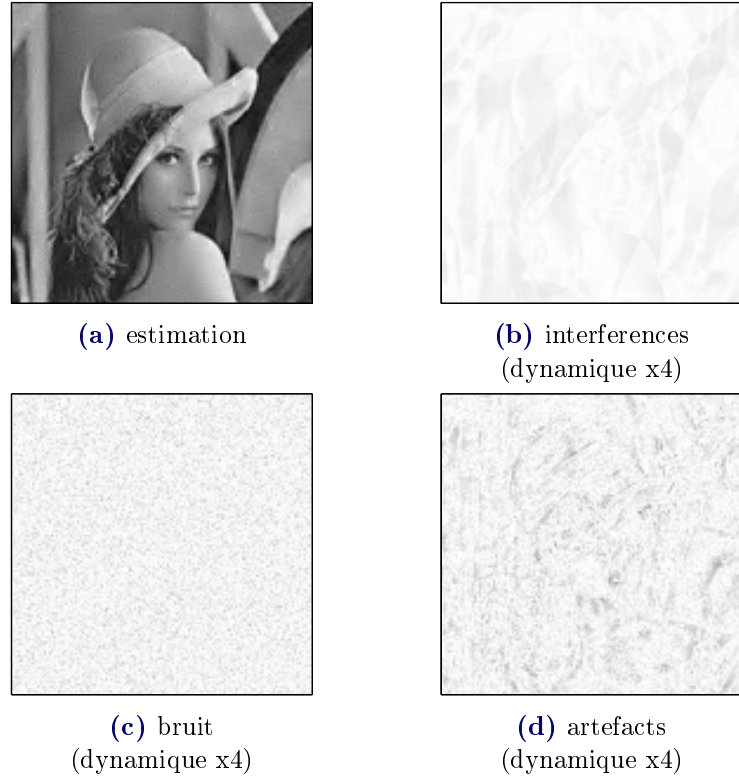 (a) estimation
(b) interferences
(dynamique x4)
(c) bruit
(dynamique x4)
(d) artefacts
(dynamique x4)